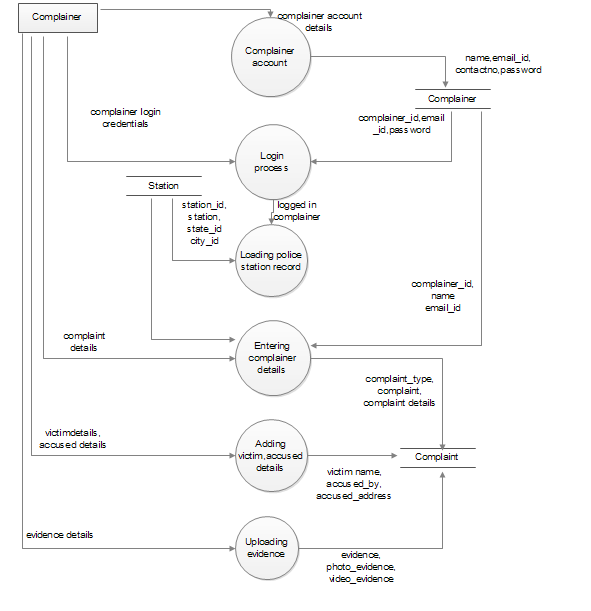 Complainer
complainer account
details
Complainer
account
name,email_id,
contactno,password
Complainer
complainer login
credentials
complainer_id,email
_id,password
Login
process
Station
station_id,
station,
state_id
city_id
logged in
complainer
Loading police
station record
complainer_id,
name
email_id
complaint
details
Entering
complainer
details
complaint_type,
complaint,
complaint details
victimdetails,
accused details
Adding
victim,accused
details
Complaint
victim name,
accused_by,
accused_address
evidence details
Uploading
evidence
evidence,
photo_evidence,
video_evidence